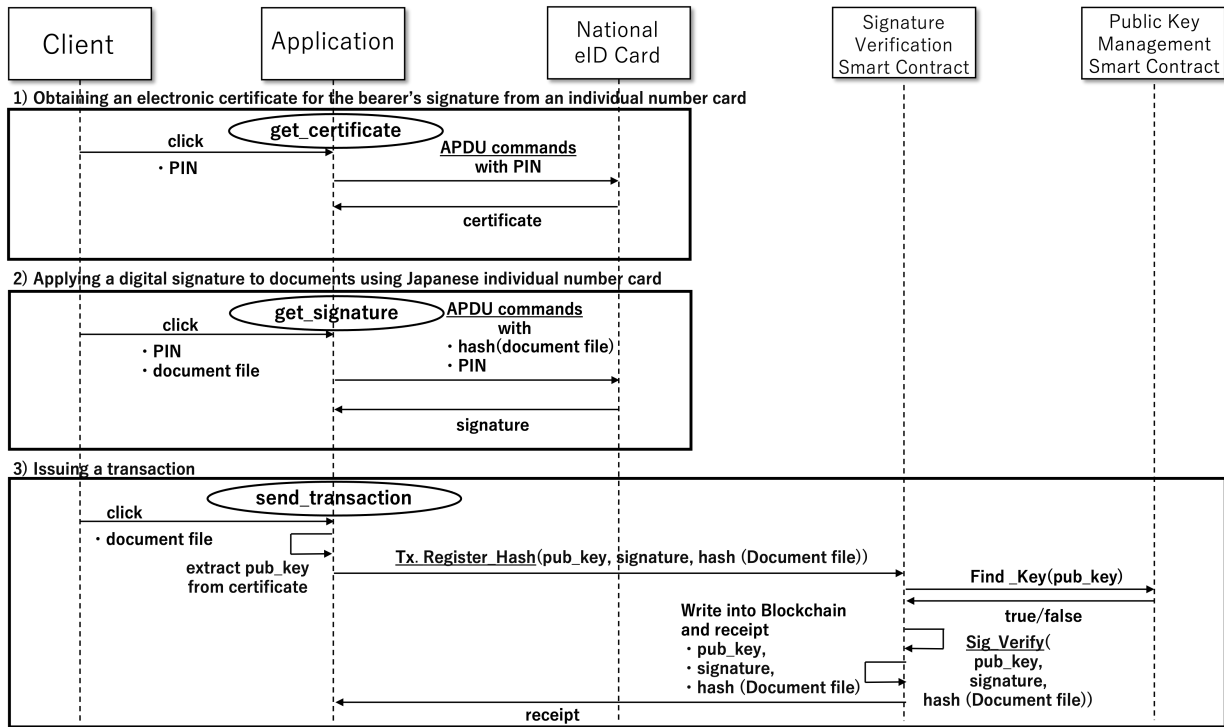 Client
Application
National
eID Card
Signature
Verification
Smart Contract
Public Key
Management
Smart Contract
1) Obtaining an electronic certificate for the bearer's signature from an individual number card
get_certificate
click
・PIN
APDU commands
with PIN
certificate
2) Applying a digital signature to documents using Japanese individual number card
get_signature
click
・PIN
・document file
APDU commands
with
・hash(document file)
・PIN
signature
3) Issuing a transaction
send_transaction
click
・document file
extract pub_key
from certificate
Tx. Register_Hash(pub_key, signature, hash (Document file))
Find _Key(pub_key)
true/false
Write into Blockchain
and receipt
・pub_key,
・signature,
・hash (Document file)
Sig_Verify(
pub_key,
signature,
hash (Document file))
receipt